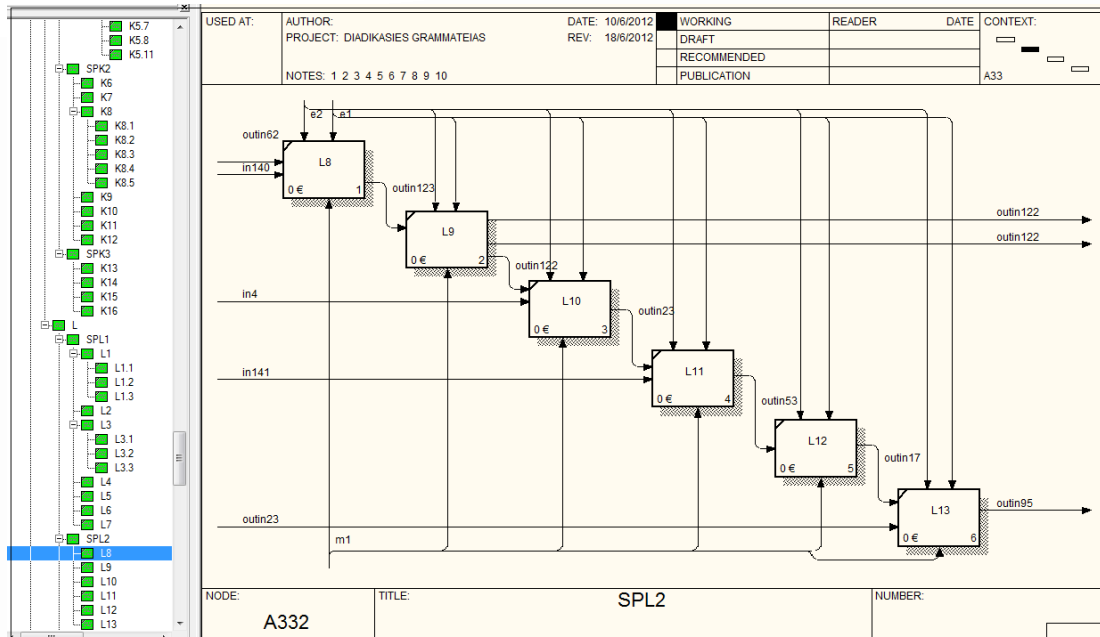 K5.7
K5.8
K5.11
SPK2
K6
K7
K8
K8.1
K8.2
K8.3
K8.4
K8.5
K9
K10
K11
K12
SPK3
K13
K14
K15
K16
L
SPL1
L1
L1.1
L1.2
L1.3
L2
L3
L3.1
L3.2
L3.3
L4
L5
L6
L7
SPL2
L8
L9
L10
L11
L12
L13
USED AT:
AUTHOR:
DATE: 10/6/2012
PROJECT: DIADIKASIES GRAMMATEIAS
REV: 18/6/2012
NOTES: 1 2 3 4 5 6 7 8 9 10
WORKING
DRAFT
RECOMMENDED
PUBLICATION
READER DATE
CONTEXT:
A33
e2
e1
outin62
in140
L8
0 € 1
outin123
L9
0 € 2
outin122
outin122
outin122
in4
L10
0 € 3
outin23
in141
L11
0 € 4
outin53
L12
0 € 5
outin17
outin23
L13
0 € 6
outin95
m1
NODE:
A332
TITLE:
SPL2
NUMBER: